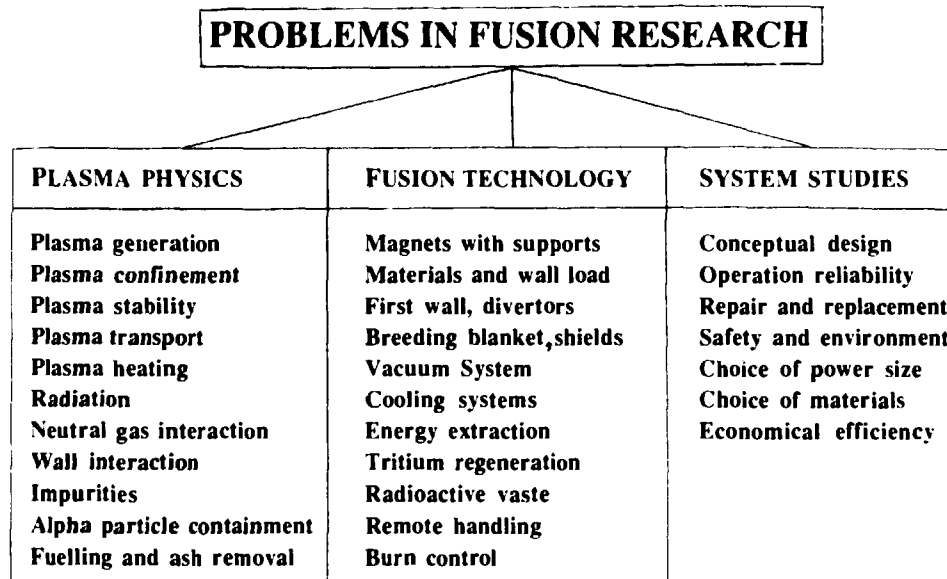 PROBLEMS IN FUSION RESEARCH
PLASMA PHYSICS
Plasma generation
Plasma confinement
Plasma stability
Plasma transport
Plasma heating
Radiation
Neutral gas interaction
Wall interaction
Impurities
Alpha particle containment
Fuelling and ash removal
FUSION TECHNOLOGY
Magnets with supports
Materials and wall load
First wall, divertors
Breeding blanket,shields
Vacuum System
Cooling systems
Energy extraction
Tritium regeneration
Radioactive vaste
Remote handling
Burn control
SYSTEM STUDIES
Conceptual design
Operation reliability
Repair and replacement
Safety and environment
Choice of power size
Choice of materials
Economical efficiency